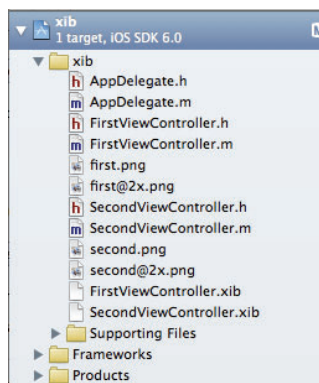 xib
1 target, iOS SDK 6.0
M
xib
h AppDelegate.h
m AppDelegate.m
h FirstViewController.h
m FirstViewController.m
first.png
first@2x.png
h SecondViewController.h
m SecondViewController.m
second.png
second@2x.png
FirstViewController.xib
SecondViewController.xib
Supporting Files
Frameworks
Products